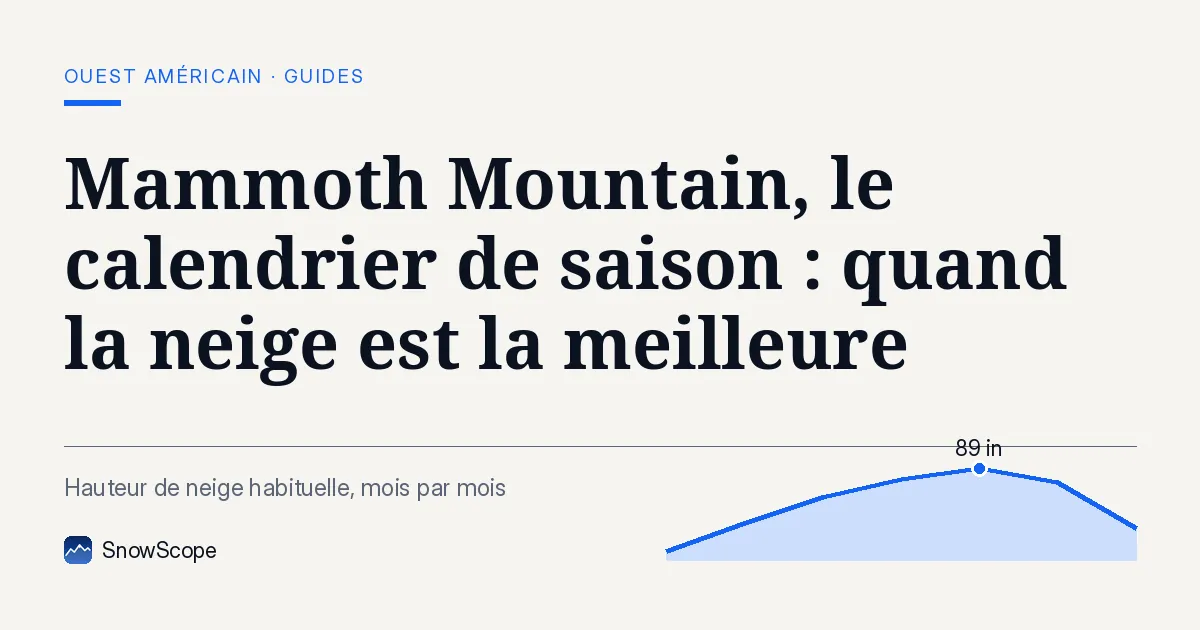 OUEST AMÉRICAIN · GUIDES
Mammoth Mountain, le
calendrier de saison : quand
la neige est la meilleure
89 in
Hauteur de neige habituelle, mois par mois
SnowScope